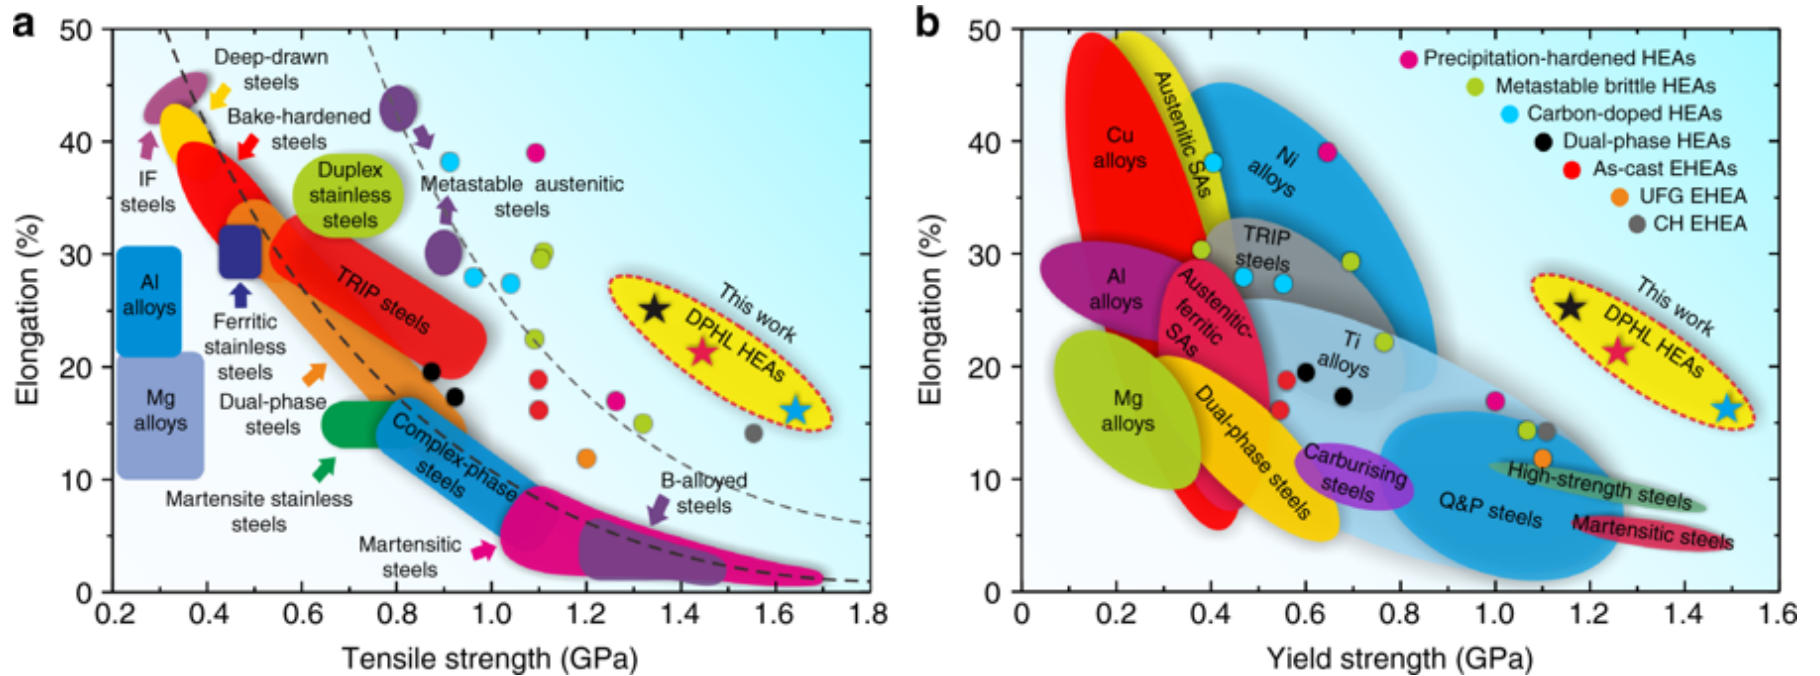 a
50
40
30
20
10
0
Elongation (%)
0.2
0.4
0.6
0.8
1.0
1.2
1.4
1.6
1.8
Tensile strength (GPa)
Deep-drawn
steels
Bake-hardened
steels
IF
steels
Duplex
stainless
steels
Metastable austenitic
steels
Al
alloys
TRIP steels
Ferritic
stainless
steels
Mg
alloys
Dual-phase
steels
Complex-phase
steels
Martensite stainless
steels
Martensitic
steels
B-alloyed
steels
This work
DPHL HEAs
b
50
40
30
20
10
0
Elongation (%)
0
0.2
0.4
0.6
0.8
1.0
1.2
1.4
1.6
Yield strength (GPa)
Precipitation-hardened HEAs
Metastable brittle HEAs
Carbon-doped HEAs
Dual-phase HEAs
As-cast EHEAs
UFG EHEA
CH EHEA
Cu
alloys
Austenitic SAs
Ni
alloys
TRIP
steels
Al
alloys
Austenitic-
ferritic
SAs
Ti
alloys
Mg
alloys
Dual-phase steels
Carburising
steels
Q&P steels
High-strength steels
Martensitic steels
This work
DPHL HEAs